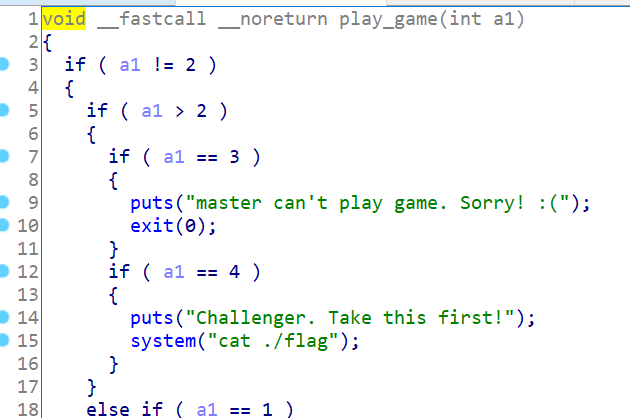 1 void __fastcall __noreturn play_game(int a1)
2 {
3 if ( a1 != 2 )
4 {
5 if ( a1 > 2 )
6 {
7 if ( a1 == 3 )
8 {
9 puts("master can't play game. Sorry! :(");
10 exit(0);
11 }
12 if ( a1 == 4 )
13 {
14 puts("Challenger. Take this first!");
15 system("cat ./flag");
16 }
17 }
18 else if ( a1 == 1 )